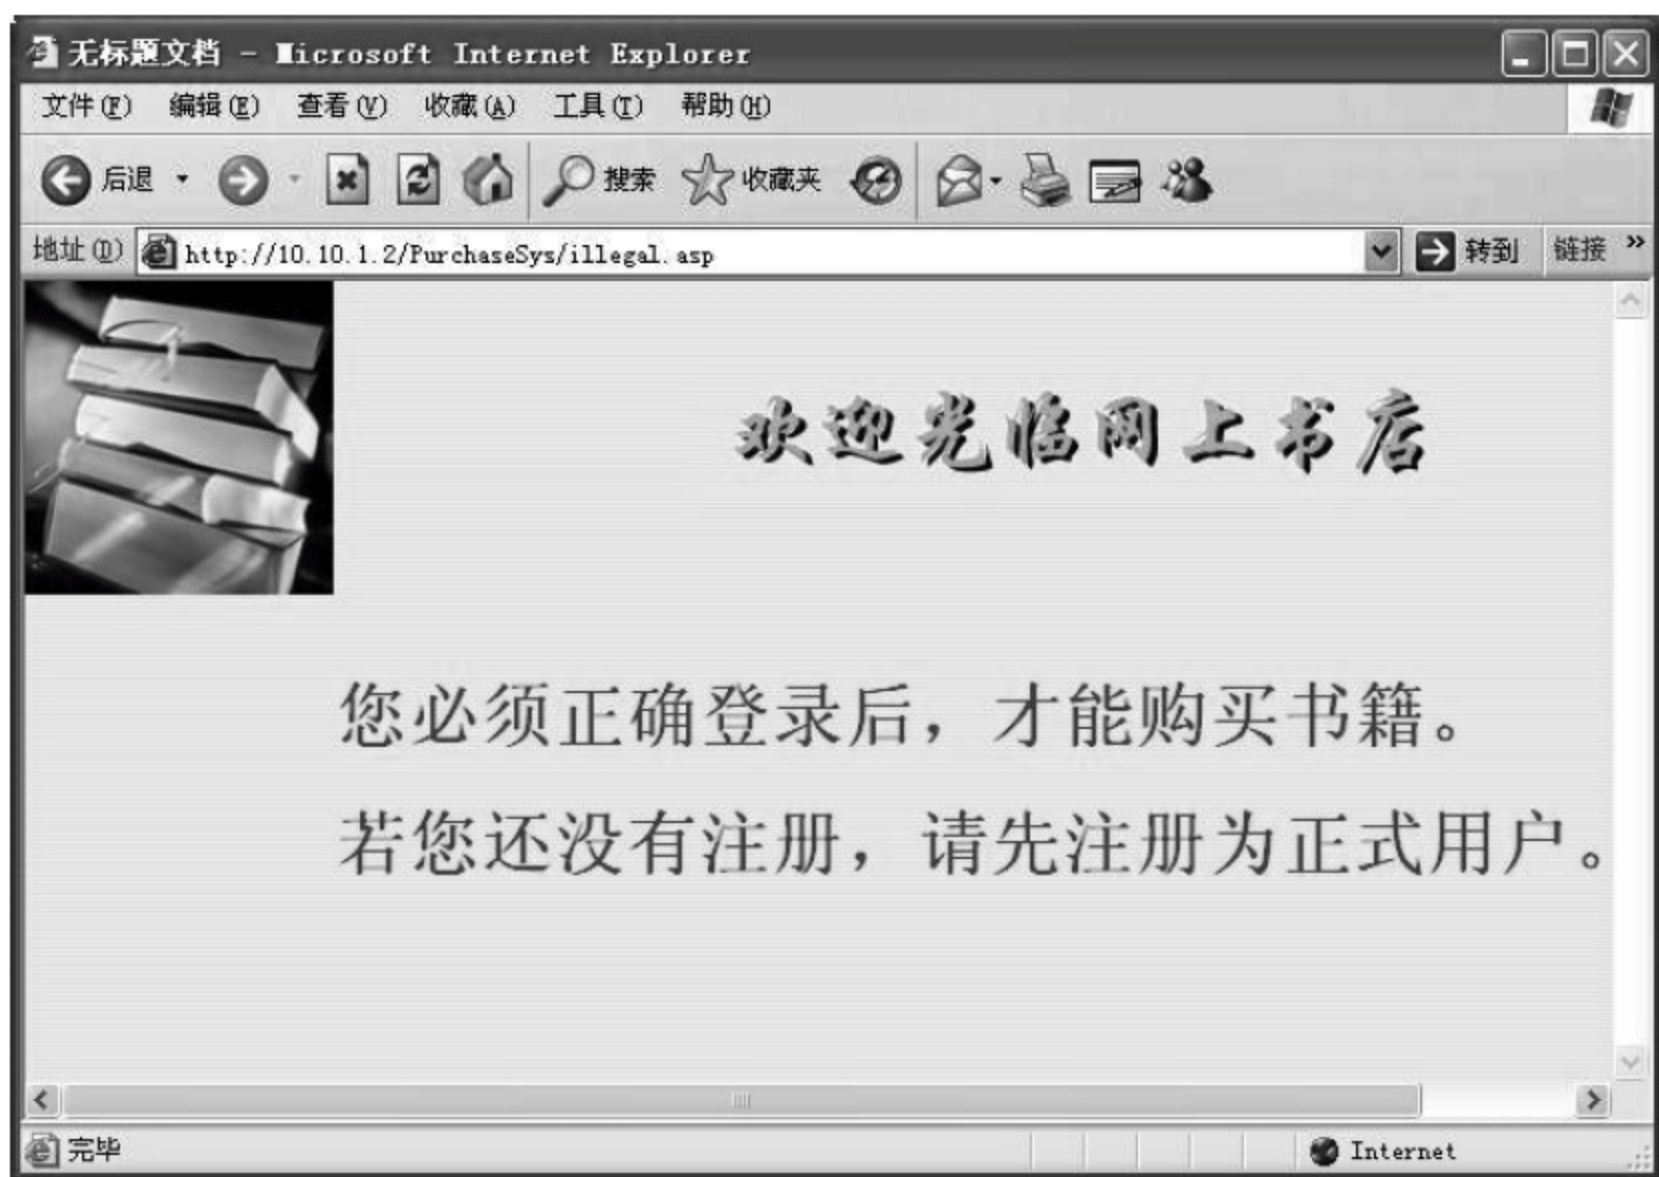 无标题文档 - Microsoft Internet Explorer
文件(F) 编辑(E) 查看(V) 收藏(A) 工具(T) 帮助(H)
后退 搜索 收藏夹
地址(D) http://10.10.1.2/PurchaseSys/illegal.asp 转到 链接 »
欢迎光临网上书店
您必须正确登录后，才能购买书籍。
若您还没有注册，请先注册为正式用户。
完毕 Internet